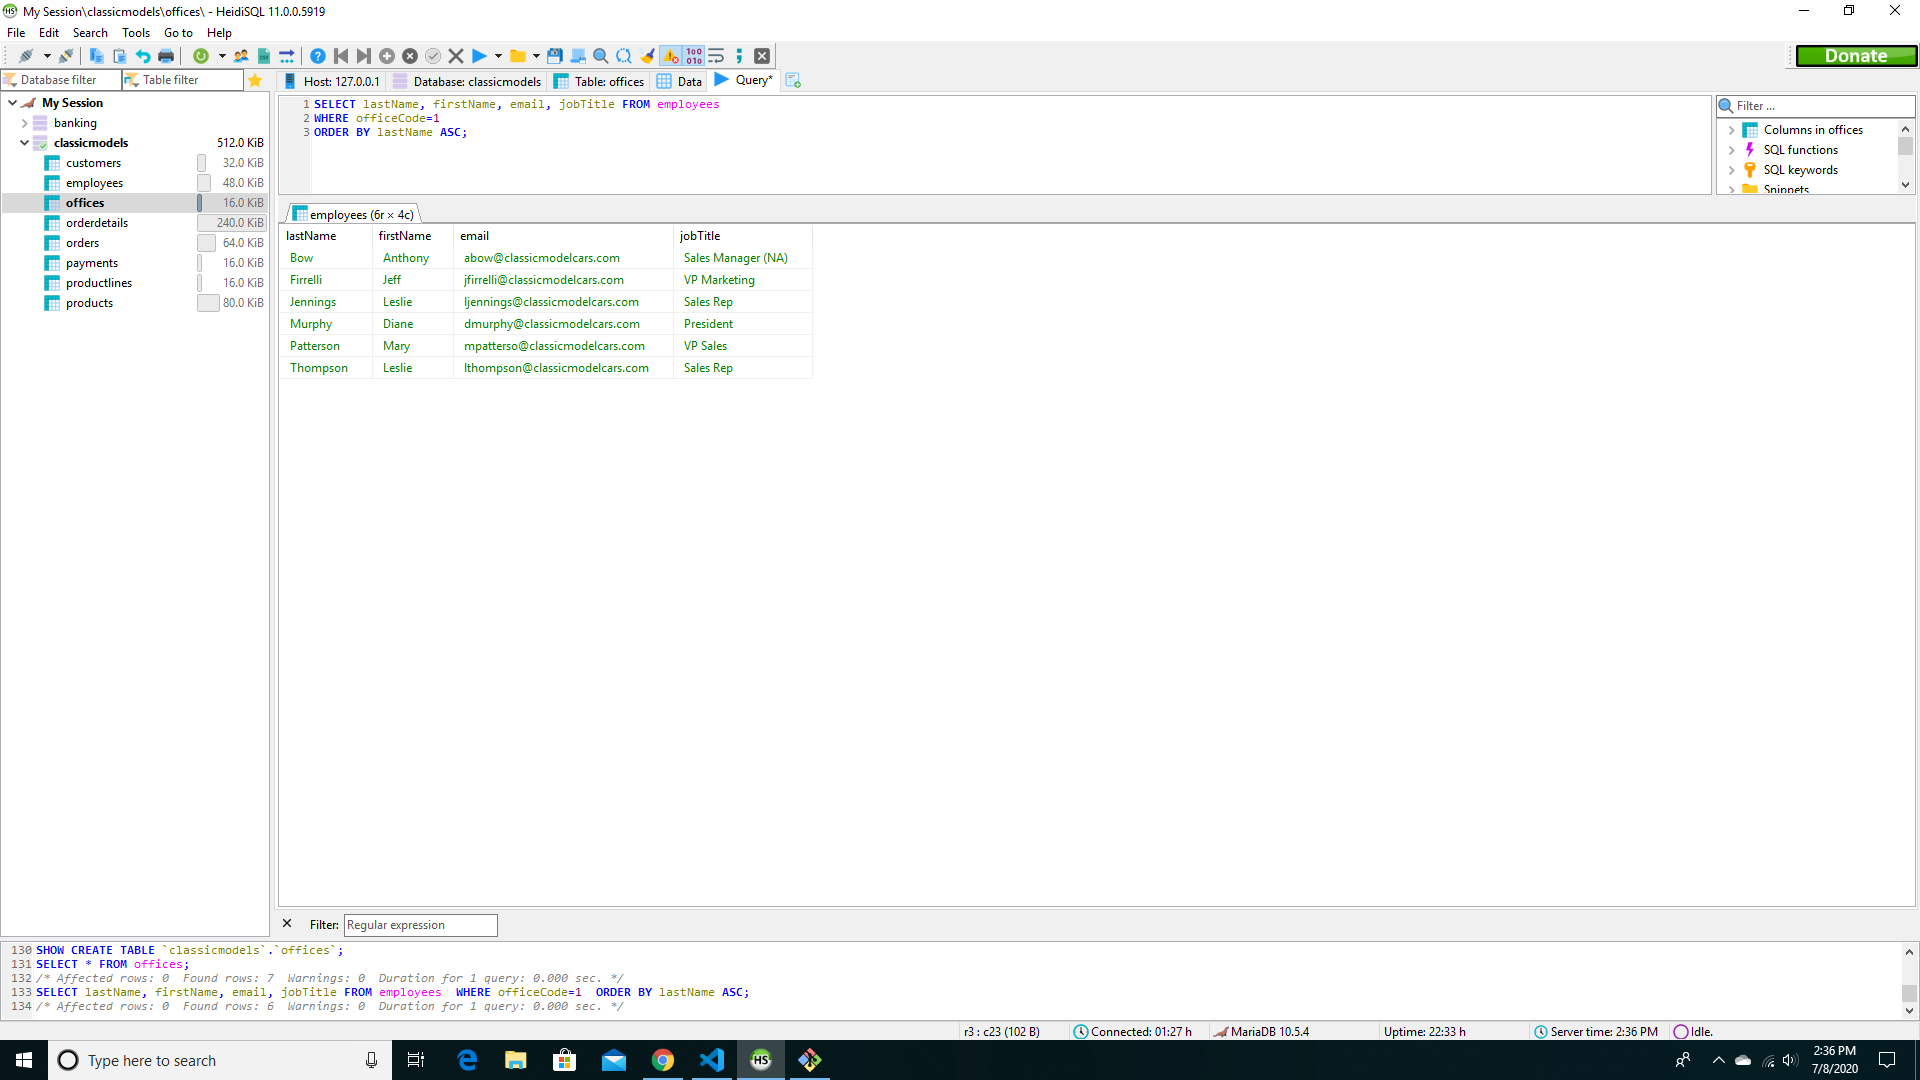 My Session\classicmodels\offices\ - HeidiSQL 11.0.0.5919
File Edit Search Tools Go to Help
Donate
Database filter
Table filter
Host: 127.0.0.1
Database: classicmodels
Table: offices
Data
Query*
My Session
banking
classicmodels 512.0 KiB
customers 32.0 KiB
employees 48.0 KiB
offices 16.0 KiB
orderdetails 240.0 KiB
orders 64.0 KiB
payments 16.0 KiB
productlines 16.0 KiB
products 80.0 KiB
1 SELECT lastName, firstName, email, jobTitle FROM employees
2 WHERE officeCode=1
3 ORDER BY lastName ASC;
Filter ...
Columns in offices
SQL functions
SQL keywords
Snippets
employees (6r × 4c)
lastName firstName email jobTitle
Bow Anthony abow@classicmodelcars.com Sales Manager (NA)
Firrelli Jeff jfirrelli@classicmodelcars.com VP Marketing
Jennings Leslie ljennings@classicmodelcars.com Sales Rep
Murphy Diane dmurphy@classicmodelcars.com President
Patterson Mary mpatterso@classicmodelcars.com VP Sales
Thompson Leslie lthompson@classicmodelcars.com Sales Rep
Filter: Regular expression
130 SHOW CREATE TABLE `classicmodels`.`offices`;
131 SELECT * FROM offices;
132 /* Affected rows: 0  Found rows: 7  Warnings: 0  Duration for 1 query: 0.000 sec. */
133 SELECT lastName, firstName, email, jobTitle FROM employees  WHERE officeCode=1  ORDER BY lastName ASC;
134 /* Affected rows: 0  Found rows: 6  Warnings: 0  Duration for 1 query: 0.000 sec. */
r3 : c23 (102 B)
Connected: 01:27 h
MariaDB 10.5.4
Uptime: 22:33 h
Server time: 2:36 PM
Idle.
Type here to search
HS
2:36 PM
7/8/2020